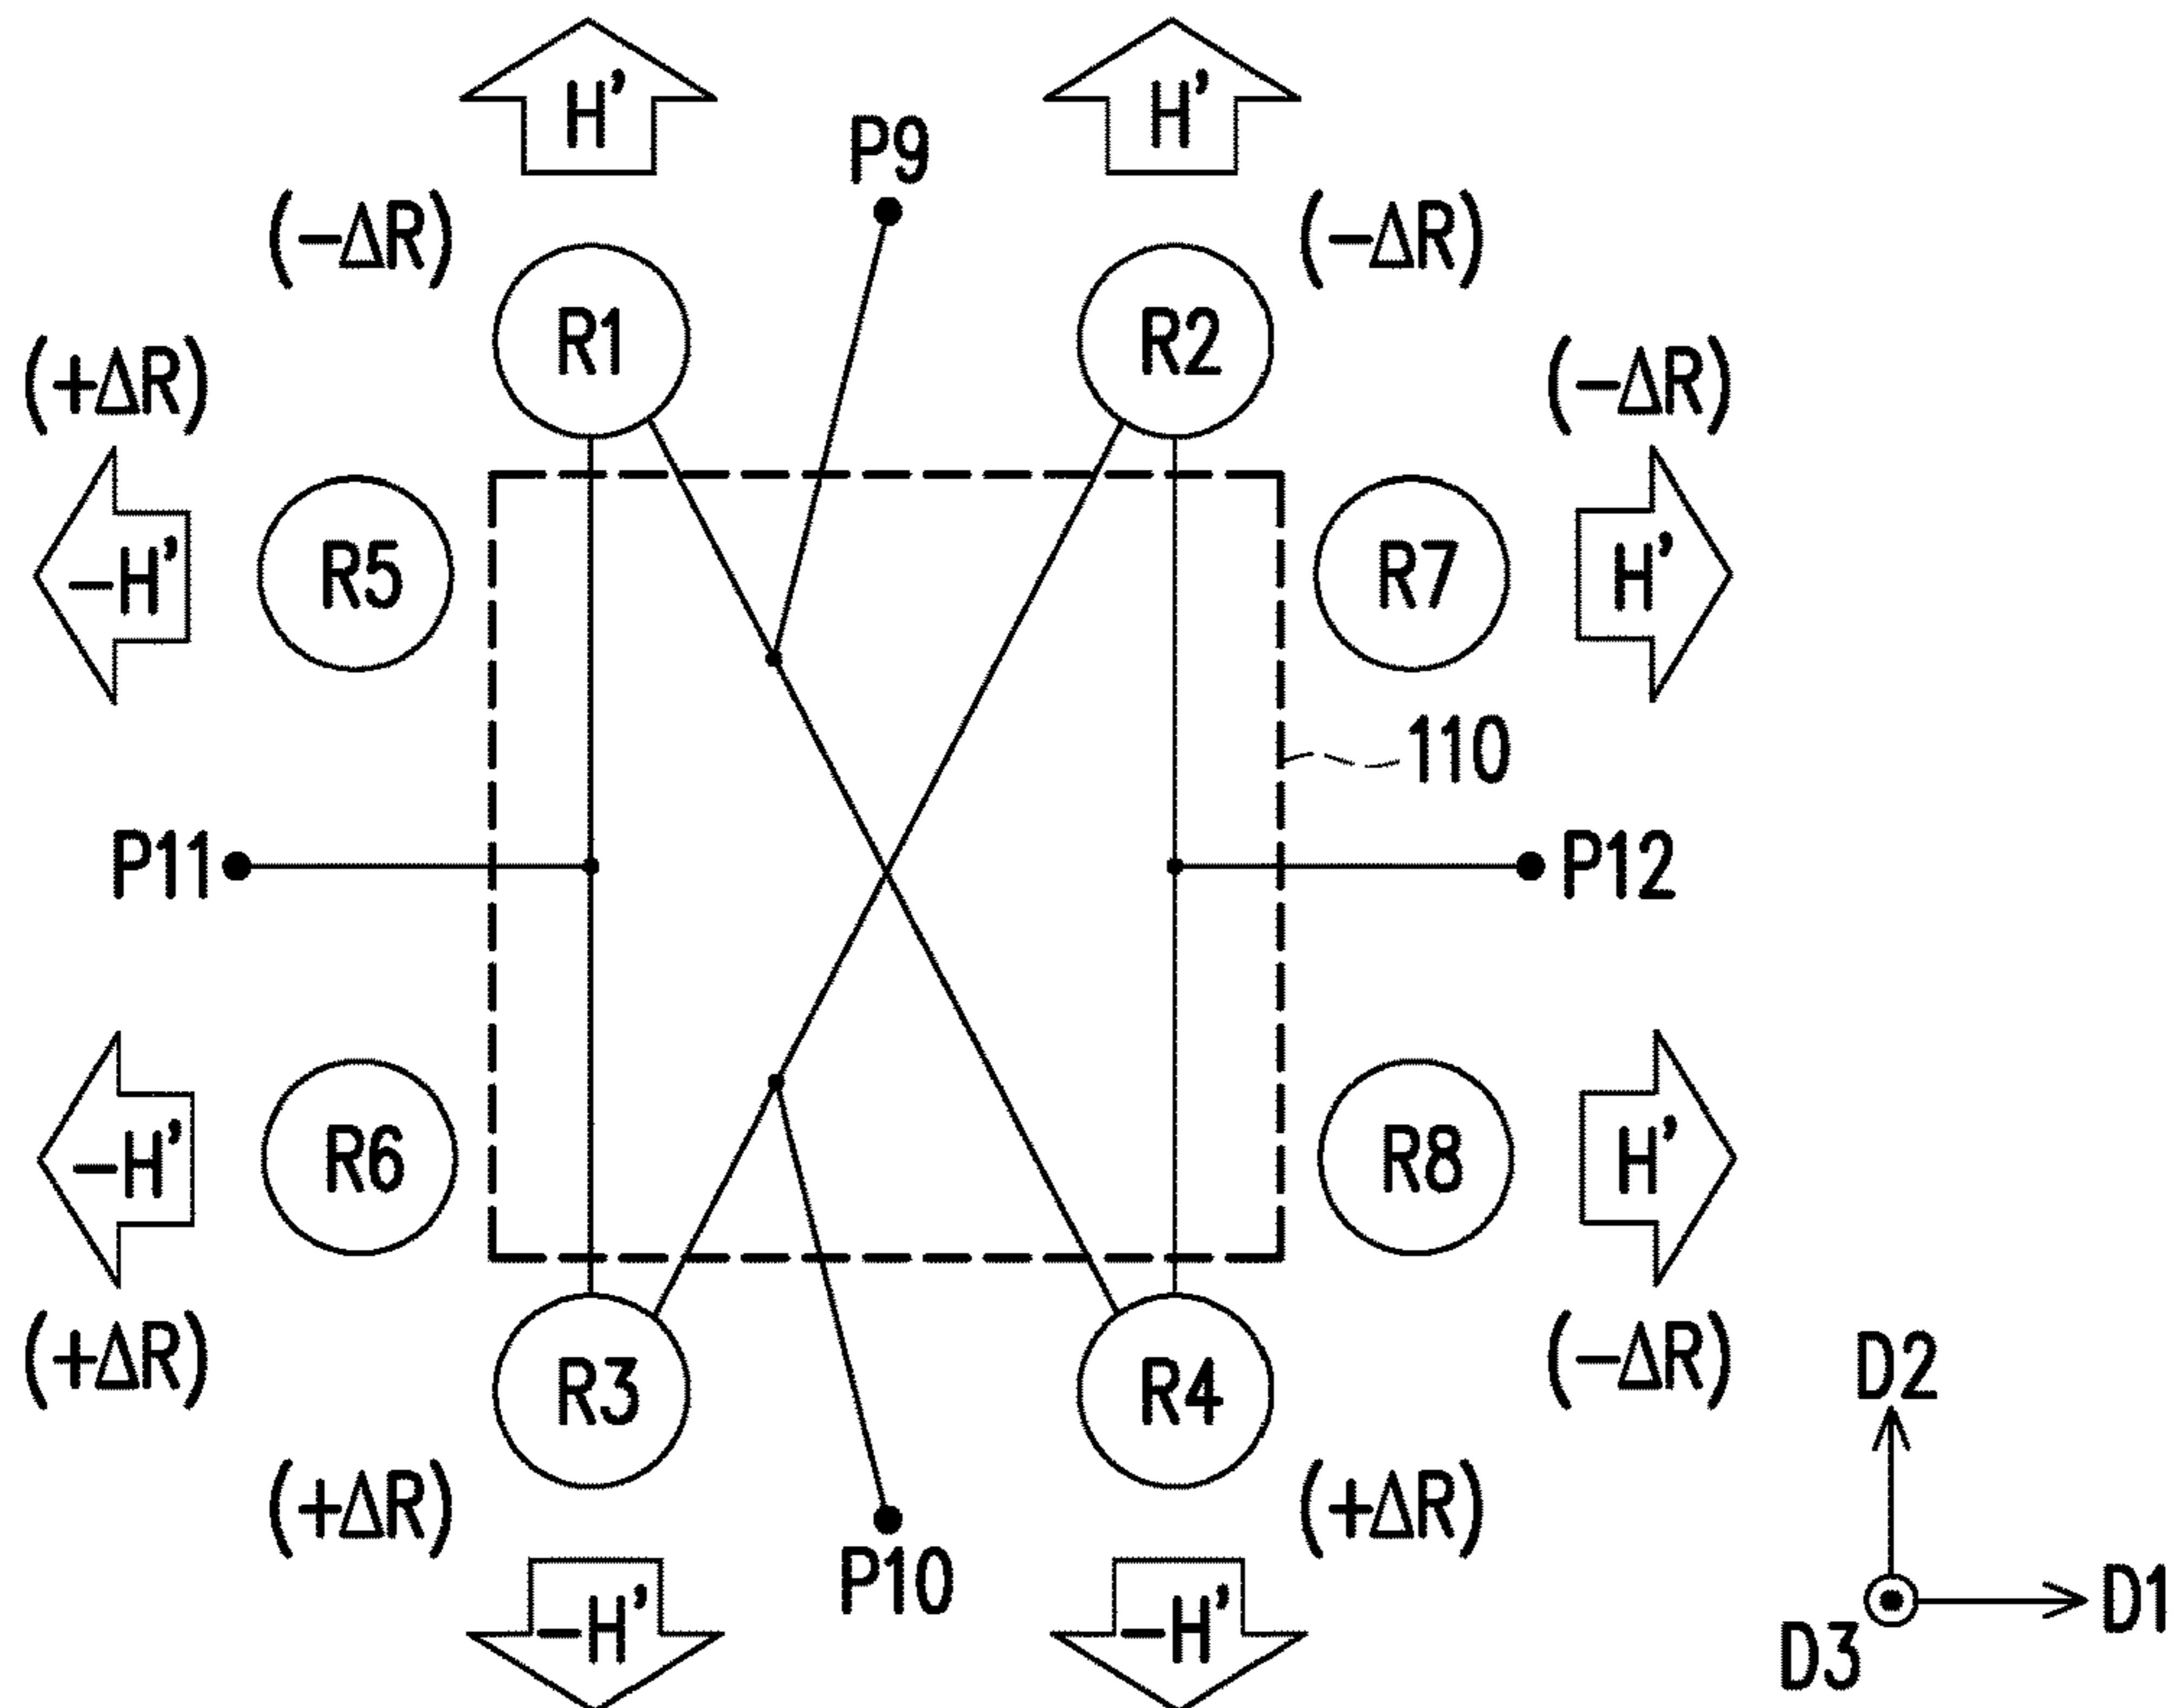 H' H'
P9
(−ΔR) (−ΔR)
R1 R2
(+ΔR) (−ΔR)
−H' R5 R7 H'
110
P11 P12
−H' R6 R8 H'
(+ΔR) (−ΔR)
D2
R3 R4
(+ΔR) (+ΔR)
P10
−H' −H'
D1
D3